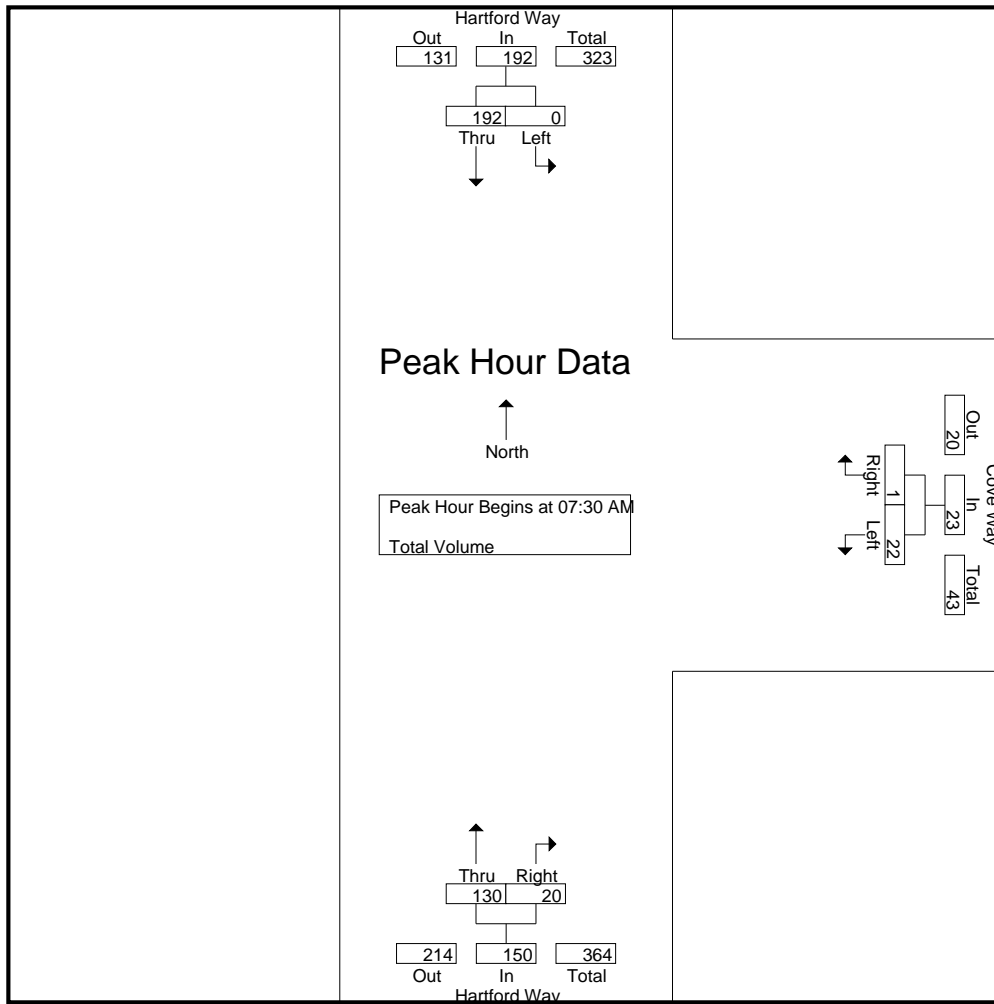 Hartford Way
Out In Total
131 192 323
192 0
Thru Left
Peak Hour Data
North
Peak Hour Begins at 07:30 AM
Total Volume
Cove Way
Out In Total
20 23 43
1 22
Right Left
Thru Right
130 20
214 150 364
Out In Total
Hartford Way